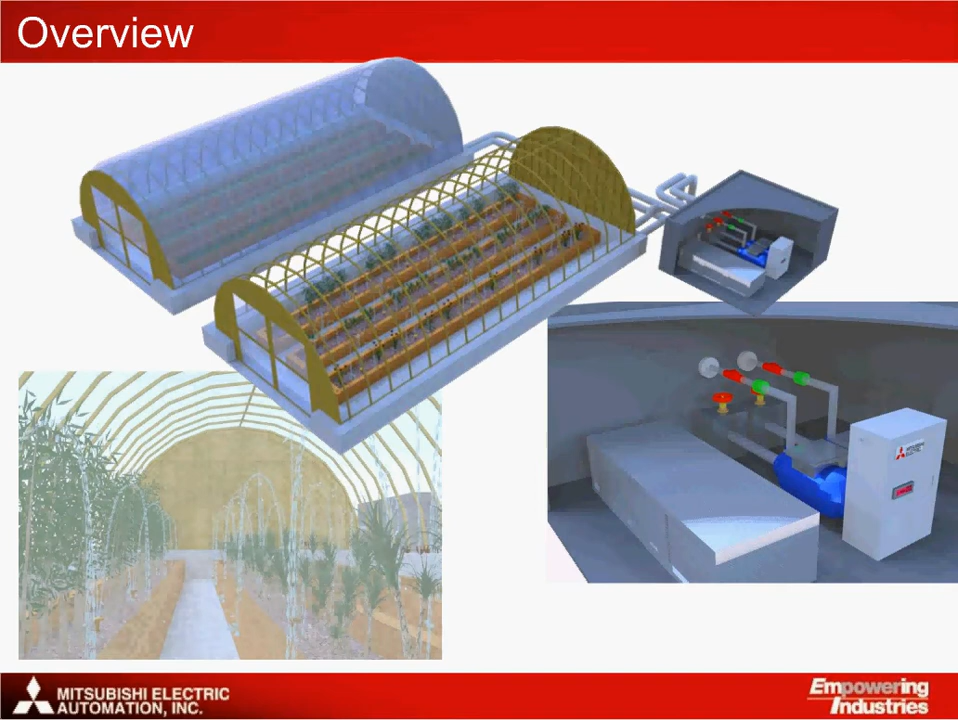 Overview
MITSUBISHI ELECTRIC
AUTOMATION, INC.
Empowering
Industries